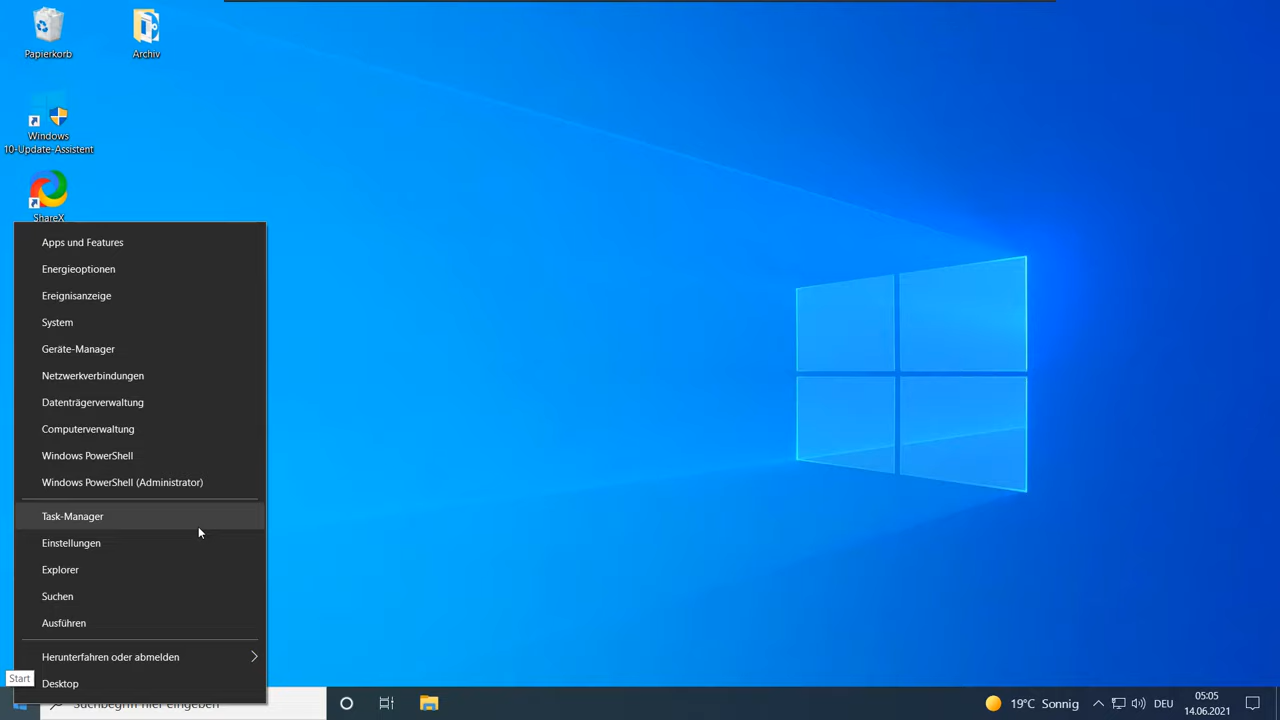 Papierkorb
Archiv
Windows
10-Update-Assistent
ShareX
Apps und Features
Energieoptionen
Ereignisanzeige
System
Geräte-Manager
Netzwerkverbindungen
Datenträgerverwaltung
Computerverwaltung
Windows PowerShell
Windows PowerShell (Administrator)
Task-Manager
Einstellungen
Explorer
Suchen
Ausführen
Herunterfahren oder abmelden
Start
Desktop
Suchbegriff hier eingeben
19°C Sonnig
DEU
05:05
14.06.2021